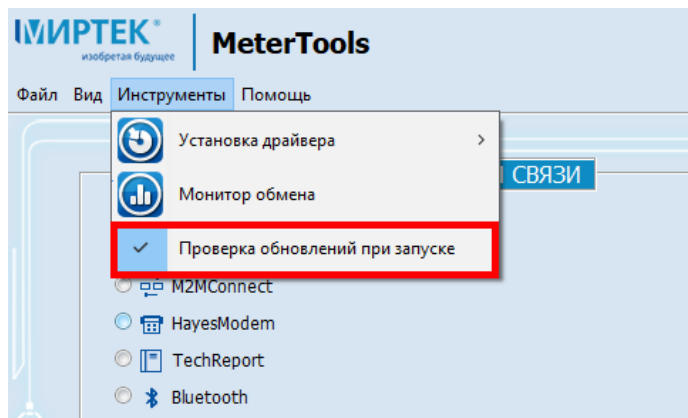 МИРТЕК®
изобретая будущее
MeterTools
Файл Вид Инструменты Помощь
Установка драйвера
СВЯЗИ
Монитор обмена
Проверка обновлений при запуске
M2MConnect
HayesModem
TechReport
Bluetooth